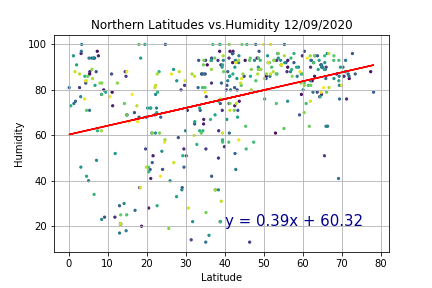 Northern Latitudes vs.Humidity 12/09/2020
100
80
60
40
20
Humidity
y = 0.39x + 60.32
0 10 20 30 40 50 60 70 80
Latitude